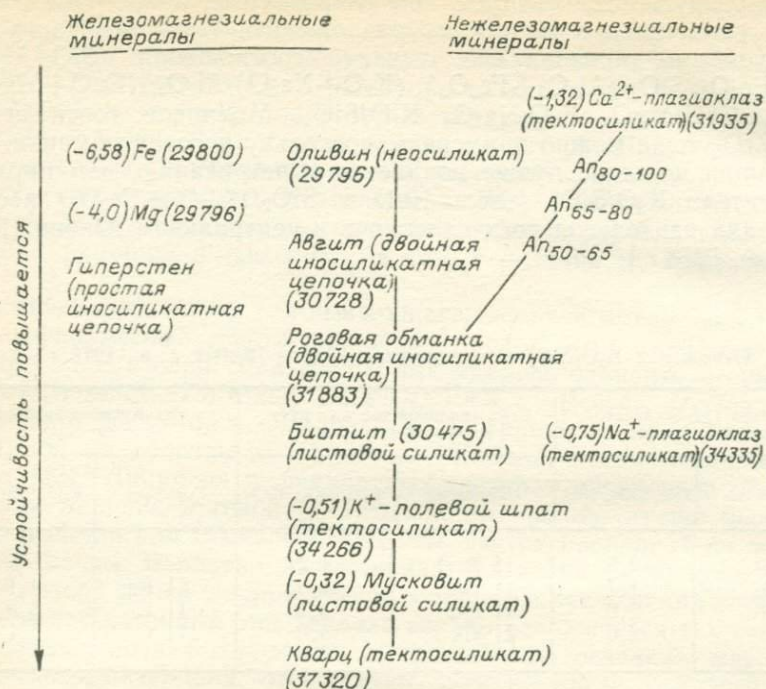 Железомагнезиальные
минералы
Нежелезомагнезиальные
минералы
(-1,32) Ca²⁺-плагиоклаз
(тектосиликат)(31935)
(-6,58) Fe (29800)
Оливин (неосиликат)
(29796)
An₈₀₋₁₀₀
(-4,0) Mg (29796)
An₆₅₋₈₀
Авгит (двойная
иносиликатная
цепочка)
(30728)
An₅₀₋₆₅
Гиперстен
(простая
иносиликатная
цепочка)
Роговая обманка
(двойная иносиликатная
цепочка)
(31883)
Биотит (30475)
(листовой силикат)
(-0,75) Na⁺-плагиоклаз
(тектосиликат)(34335)
(-0,51) K⁺-полевой шпат
(тектосиликат)
(34266)
(-0,32) Мусковит
(листовой силикат)
Кварц (тектосиликат)
(37320)
Устойчивость повышается